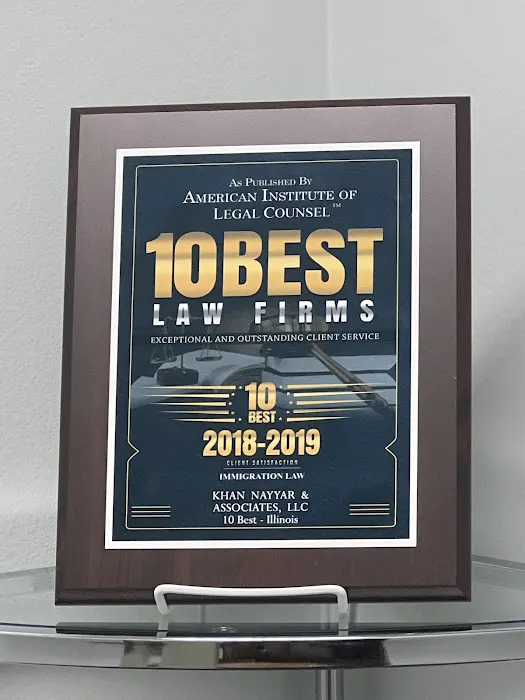 As Published By
American Institute of
Legal Counsel™
10BEST
LAW FIRMS
EXCEPTIONAL AND OUTSTANDING CLIENT SERVICE
10
BEST
2018-2019
CLIENT SATISFACTION
IMMIGRATION LAW
KHAN NAYYAR &
ASSOCIATES, LLC
10 Best - Illinois